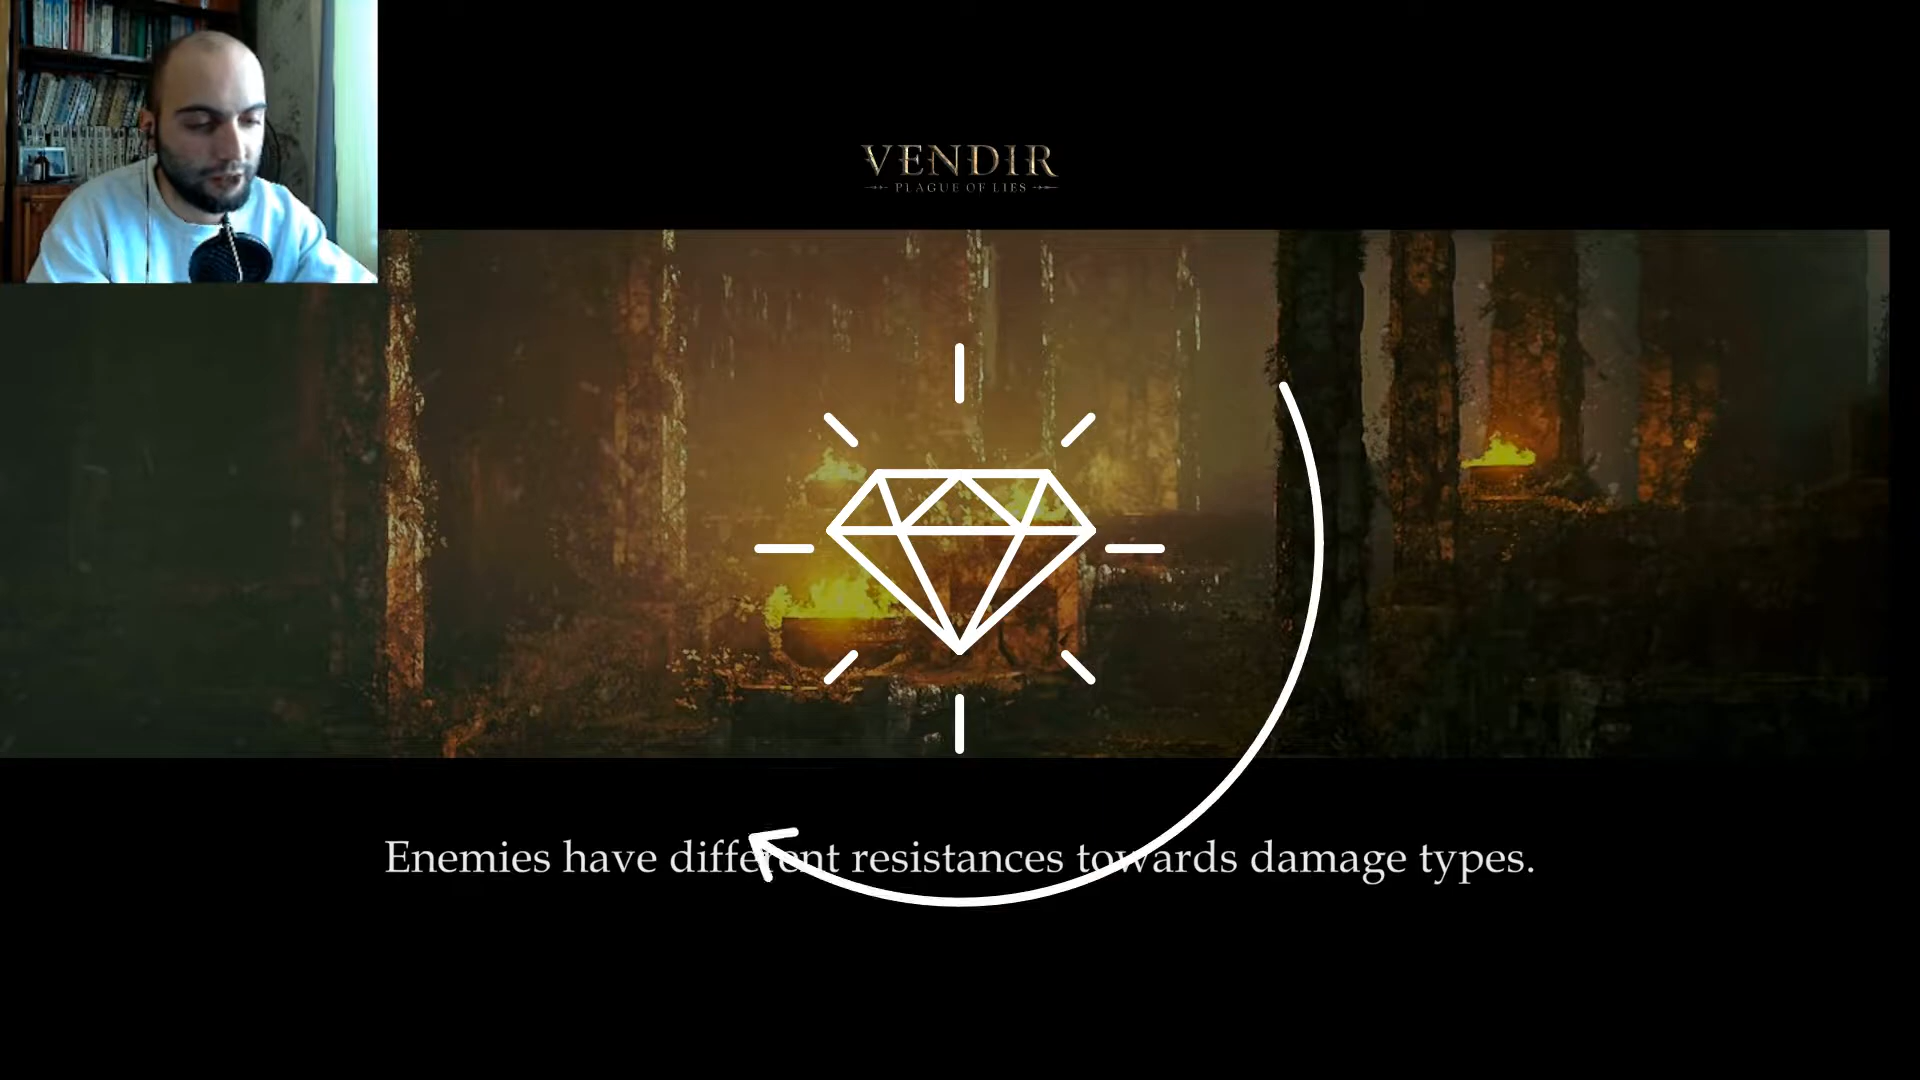 VENDIR
PLAGUE OF LIES
Enemies have different resistances towards damage types.